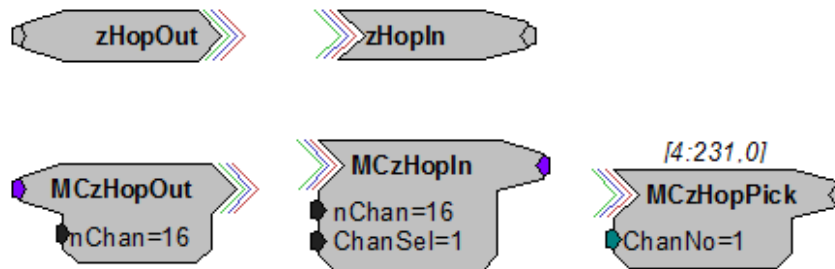 zHopOut
zHopIn
[4:231,0]
MCzHopOut
MCzHopIn
MCzHopPick
nChan=16
nChan=16
ChanSel=1
ChanNo=1